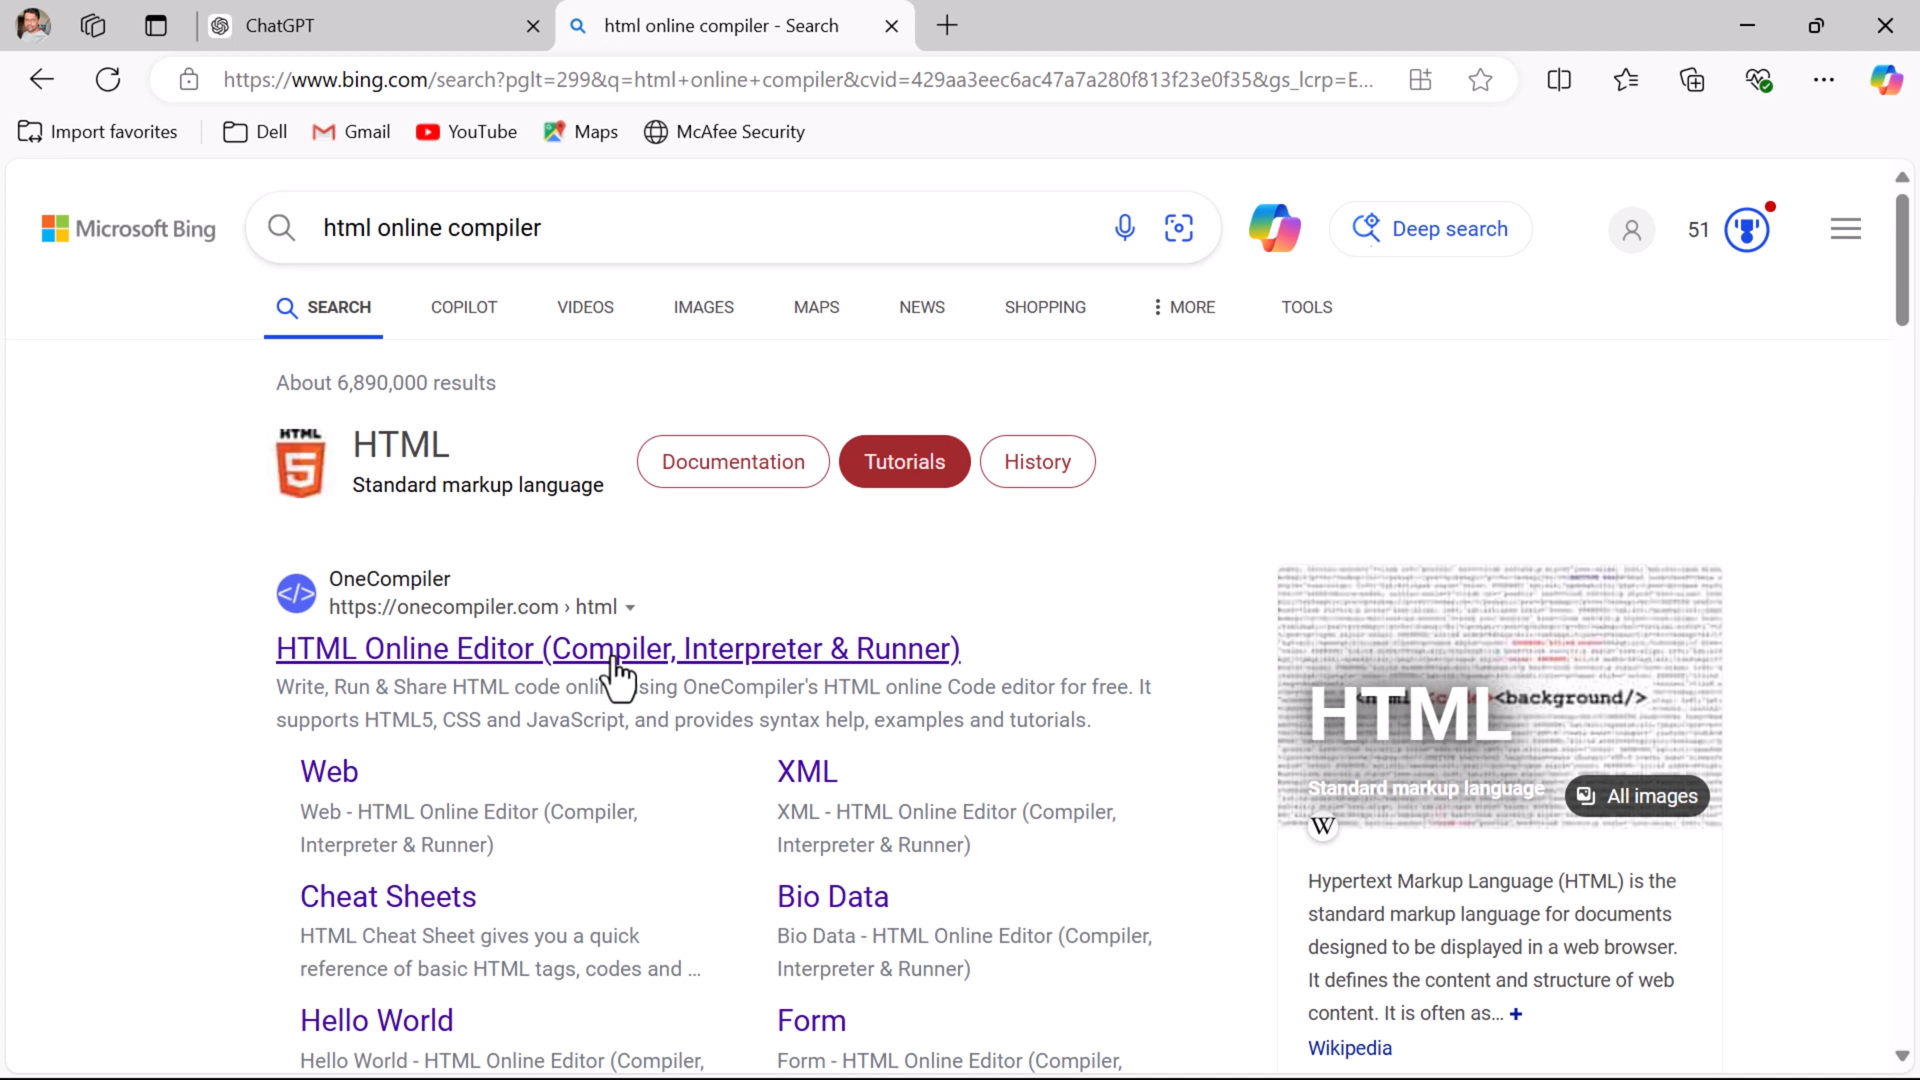 ChatGPT
html online compiler - Search
https://www.bing.com/search?pglt=299&q=html+online+compiler&cvid=429aa3eec6ac47a7a280f813f23e0f35&gs_lcrp=E...
Import favorites
Dell
Gmail
YouTube
Maps
McAfee Security
Microsoft Bing
html online compiler
Deep search
51
SEARCH
COPILOT
VIDEOS
IMAGES
MAPS
NEWS
SHOPPING
MORE
TOOLS
About 6,890,000 results
HTML
5
HTML
Standard markup language
Documentation
Tutorials
History
OneCompiler
https://onecompiler.com › html
HTML Online Editor (Compiler, Interpreter & Runner)
Write, Run & Share HTML code using OneCompiler's HTML online Code editor for free. It
supports HTML5, CSS and JavaScript, and provides syntax help, examples and tutorials.
Web
Web - HTML Online Editor (Compiler,
Interpreter & Runner)
XML
XML - HTML Online Editor (Compiler,
Interpreter & Runner)
Cheat Sheets
HTML Cheat Sheet gives you a quick
reference of basic HTML tags, codes and ...
Bio Data
Bio Data - HTML Online Editor (Compiler,
Interpreter & Runner)
Hello World
Hello World - HTML Online Editor (Compiler,
Form
Form - HTML Online Editor (Compiler,
<background/>
HTML
Standard markup language
All images
W
Hypertext Markup Language (HTML) is the
standard markup language for documents
designed to be displayed in a web browser.
It defines the content and structure of web
content. It is often as... +
Wikipedia